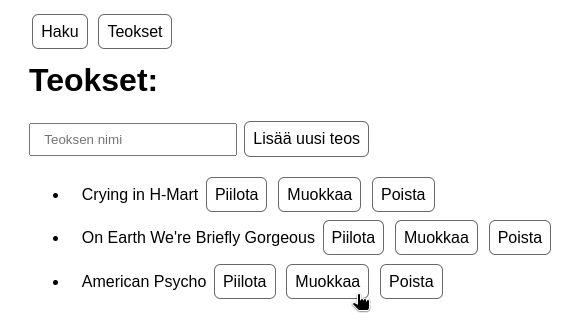 Haku Teokset
Teokset:
Teoksen nimi Lisää uusi teos
Crying in H-Mart Piilota Muokkaa Poista
On Earth We're Briefly Gorgeous Piilota Muokkaa Poista
American Psycho Piilota Muokkaa Poista